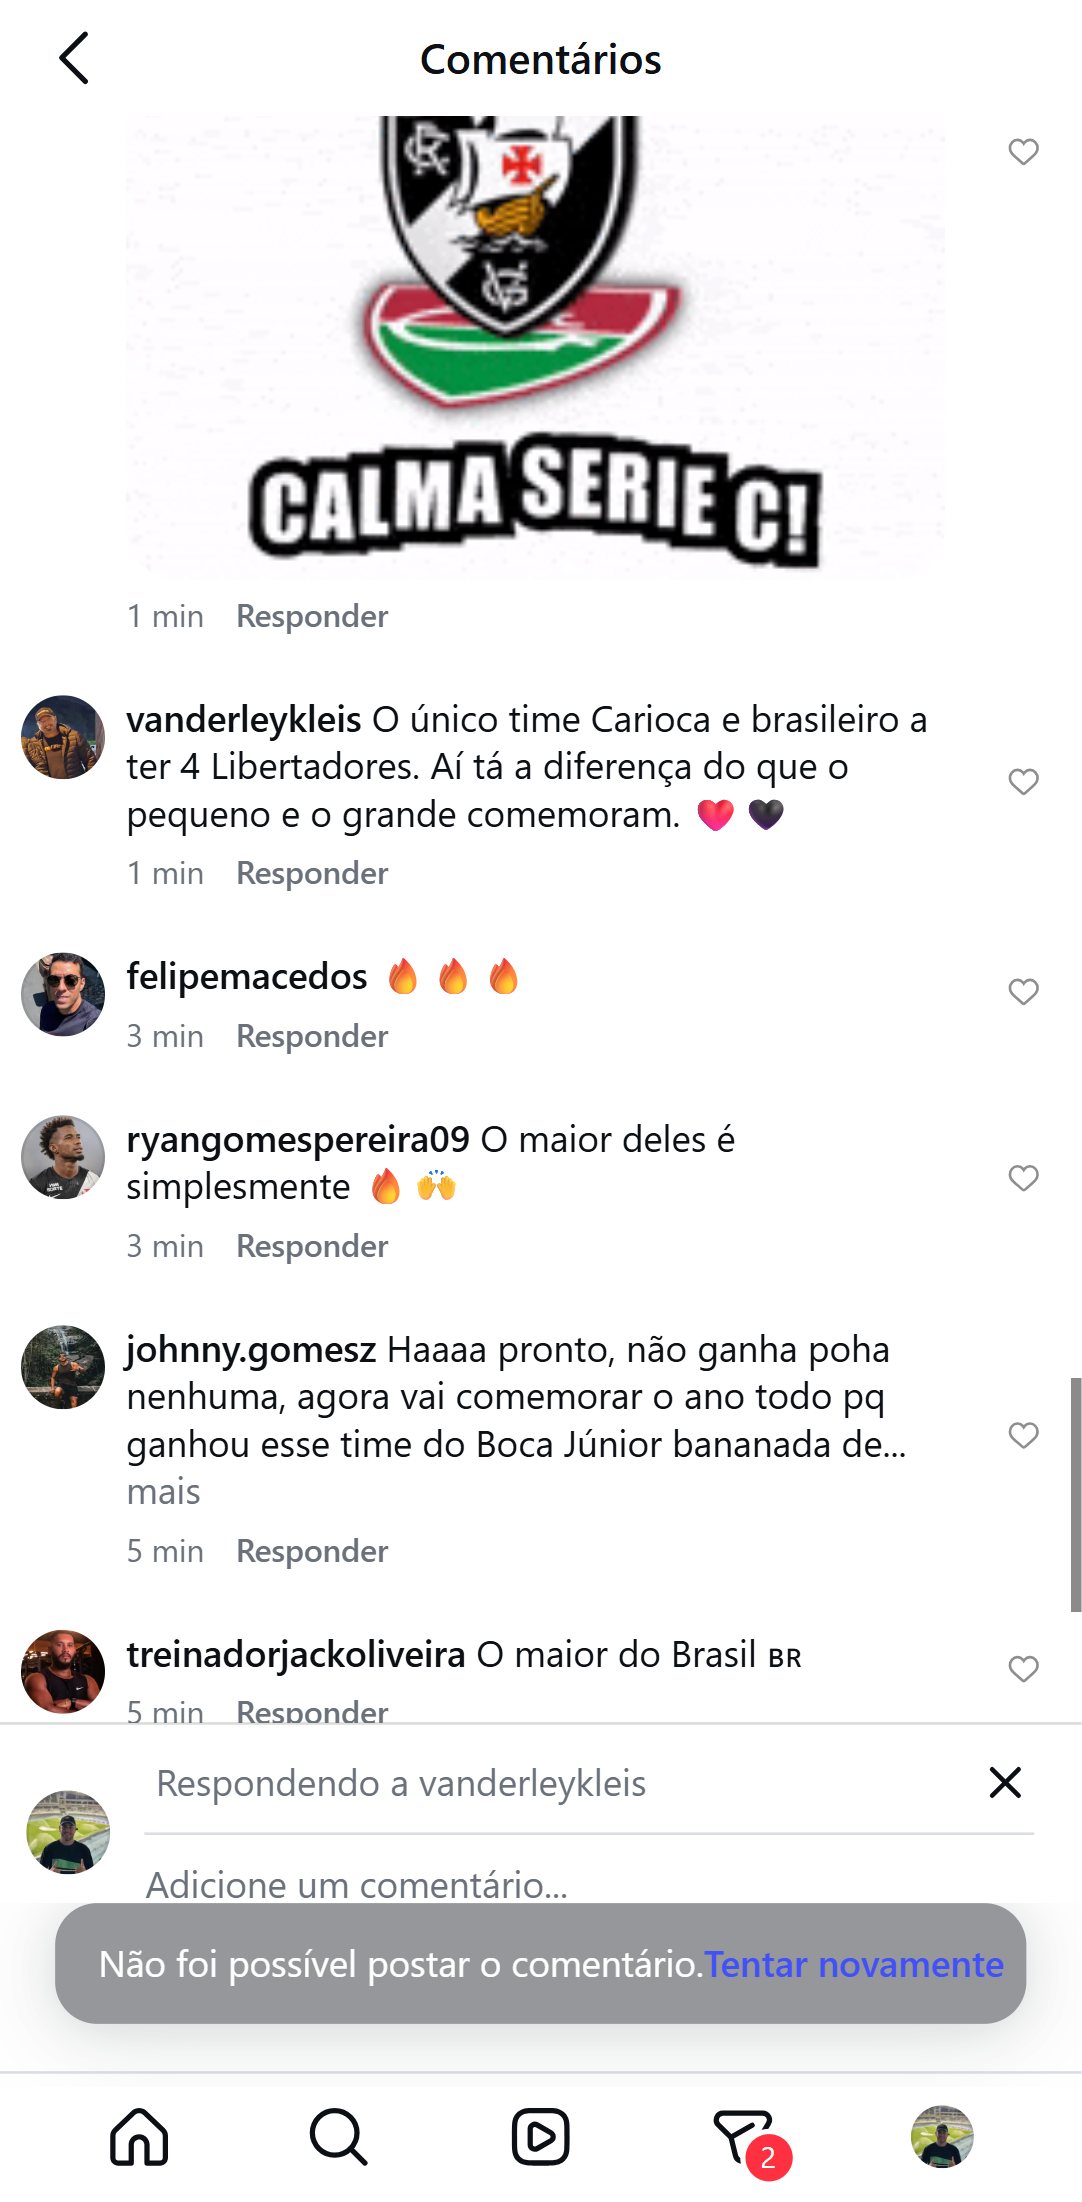 Comentários
CALMA SERIE C!
1 min Responder
vanderleykleis O único time Carioca e brasileiro a
ter 4 Libertadores. Aí tá a diferença do que o
pequeno e o grande comemoram. ❤️ 🖤
1 min Responder
felipemacedos 🔥 🔥 🔥
3 min Responder
ryangomespereira09 O maior deles é
simplesmente 🔥 🙌
3 min Responder
johnny.gomesz Haaaa pronto, não ganha poha
nenhuma, agora vai comemorar o ano todo pq
ganhou esse time do Boca Júnior bananada de...
mais
5 min Responder
treinadorjackoliveira O maior do Brasil BR
5 min Responder
Respondendo a vanderleykleis
Adicione um comentário...
Não foi possível postar o comentário.Tentar novamente
2